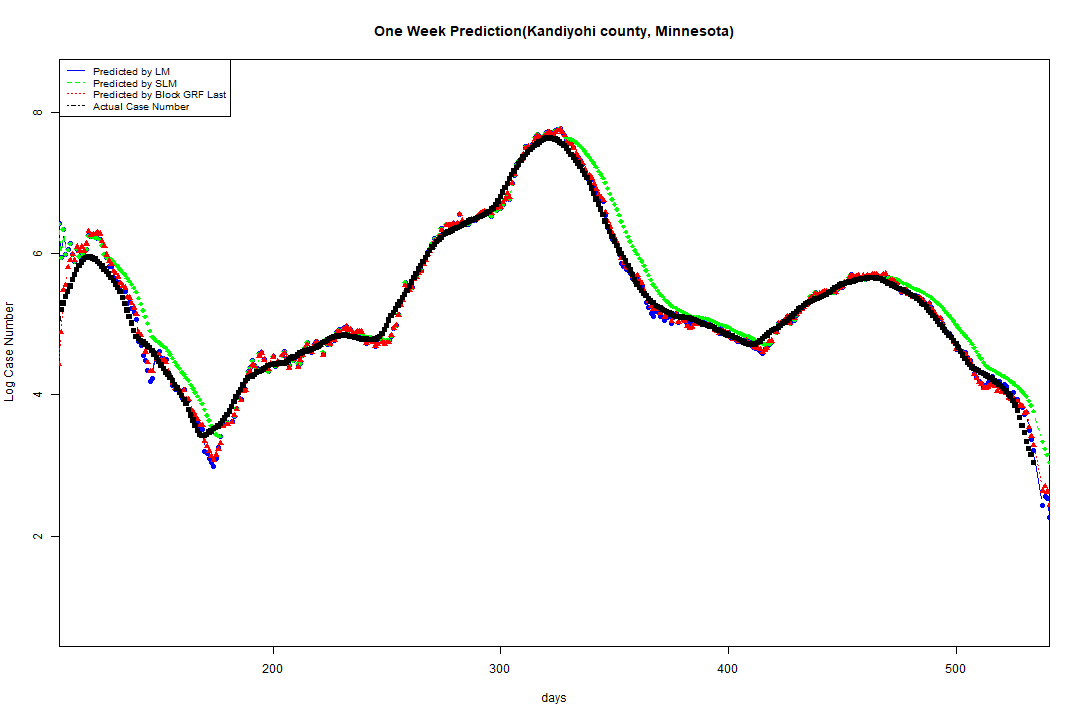 One Week Prediction(Kandiyohi county, Minnesota)
Predicted by LM
Predicted by SLM
Predicted by Block GRF Last
Actual Case Number
8
6
4
2
Log Case Number
200
300
400
500
days